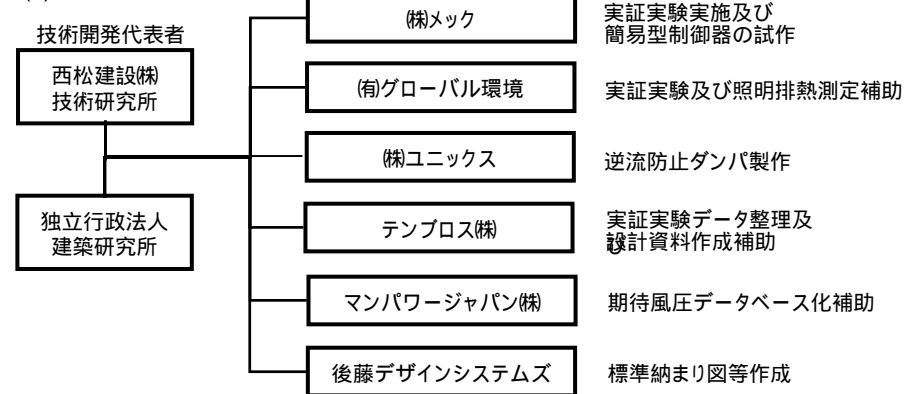 技術開発代表者
西松建設㈱
技術研究所
独立行政法人
建築研究所
㈱メック
実証実験実施及び
簡易型制御器の試作
㈲グローバル環境
実証実験及び照明排熱測定補助
㈱ユニックス
逆流防止ダンパ製作
テンブロス㈱
実証実験データ整理及び
設計資料作成補助
マンパワージャパン㈱
期待風圧データベース化補助
後藤デザインシステムズ
標準納まり図等作成